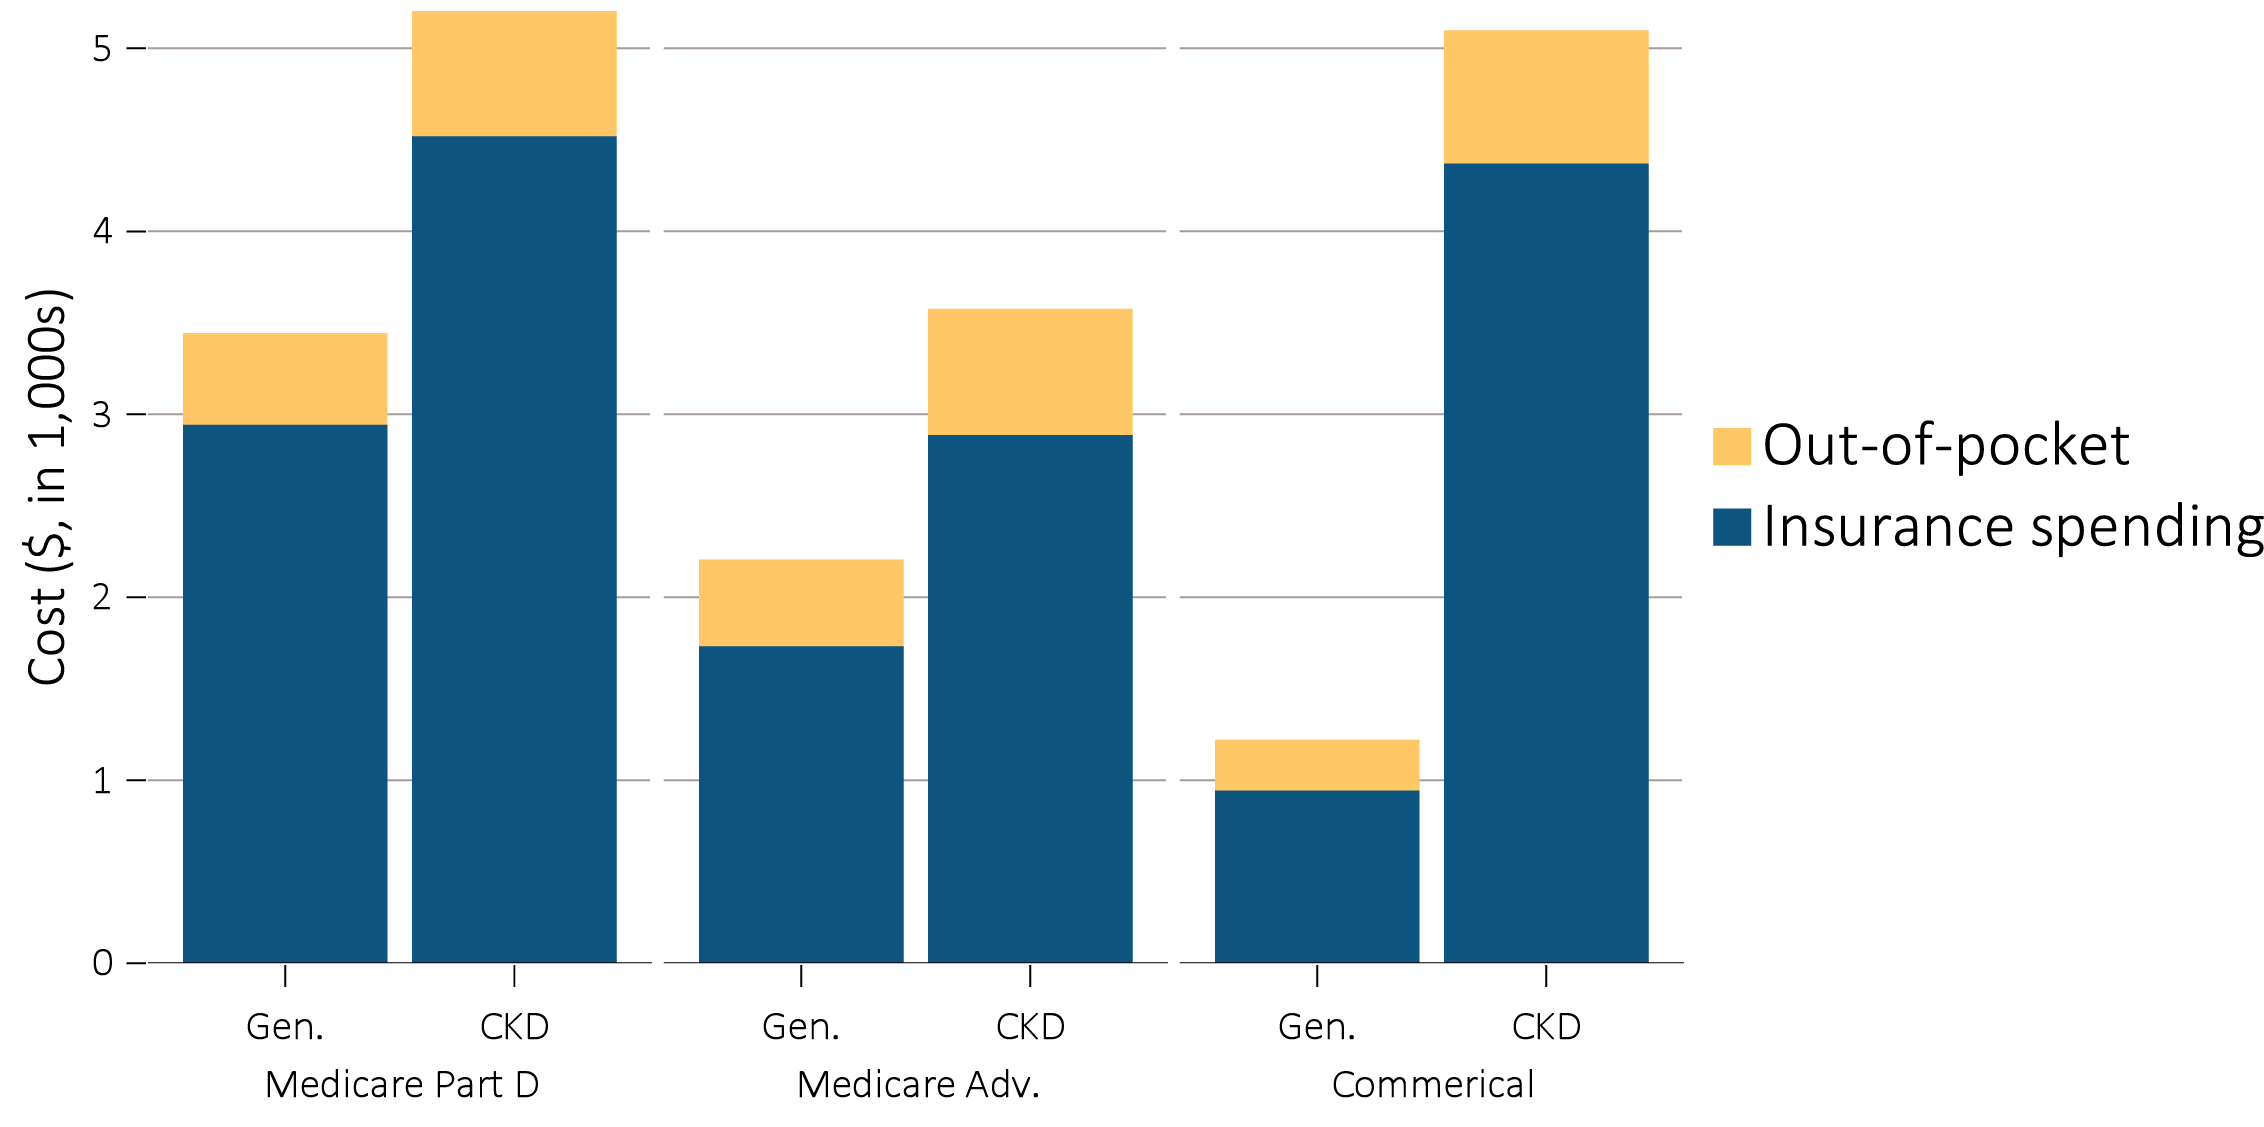 Cost ($, in 1,000s)
5
4
3
2
1
0
Gen. CKD Gen. CKD Gen. CKD
Medicare Part D Medicare Adv. Commerical
Out-of-pocket
Insurance spending